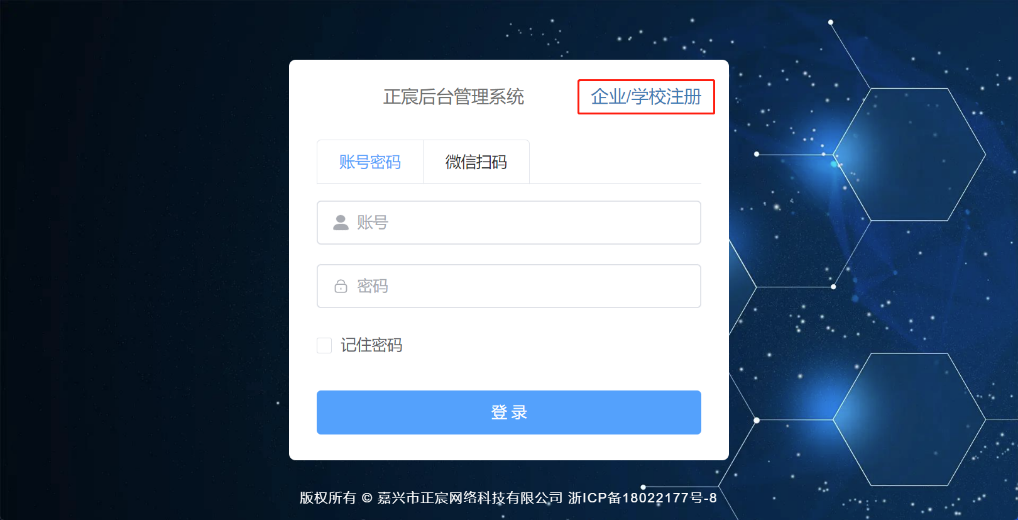 正宸后台管理系统 企业/学校注册
账号密码 微信扫码
账号
密码
记住密码
登录
版权所有 © 嘉兴市正宸网络科技有限公司 浙ICP备18022177号-8